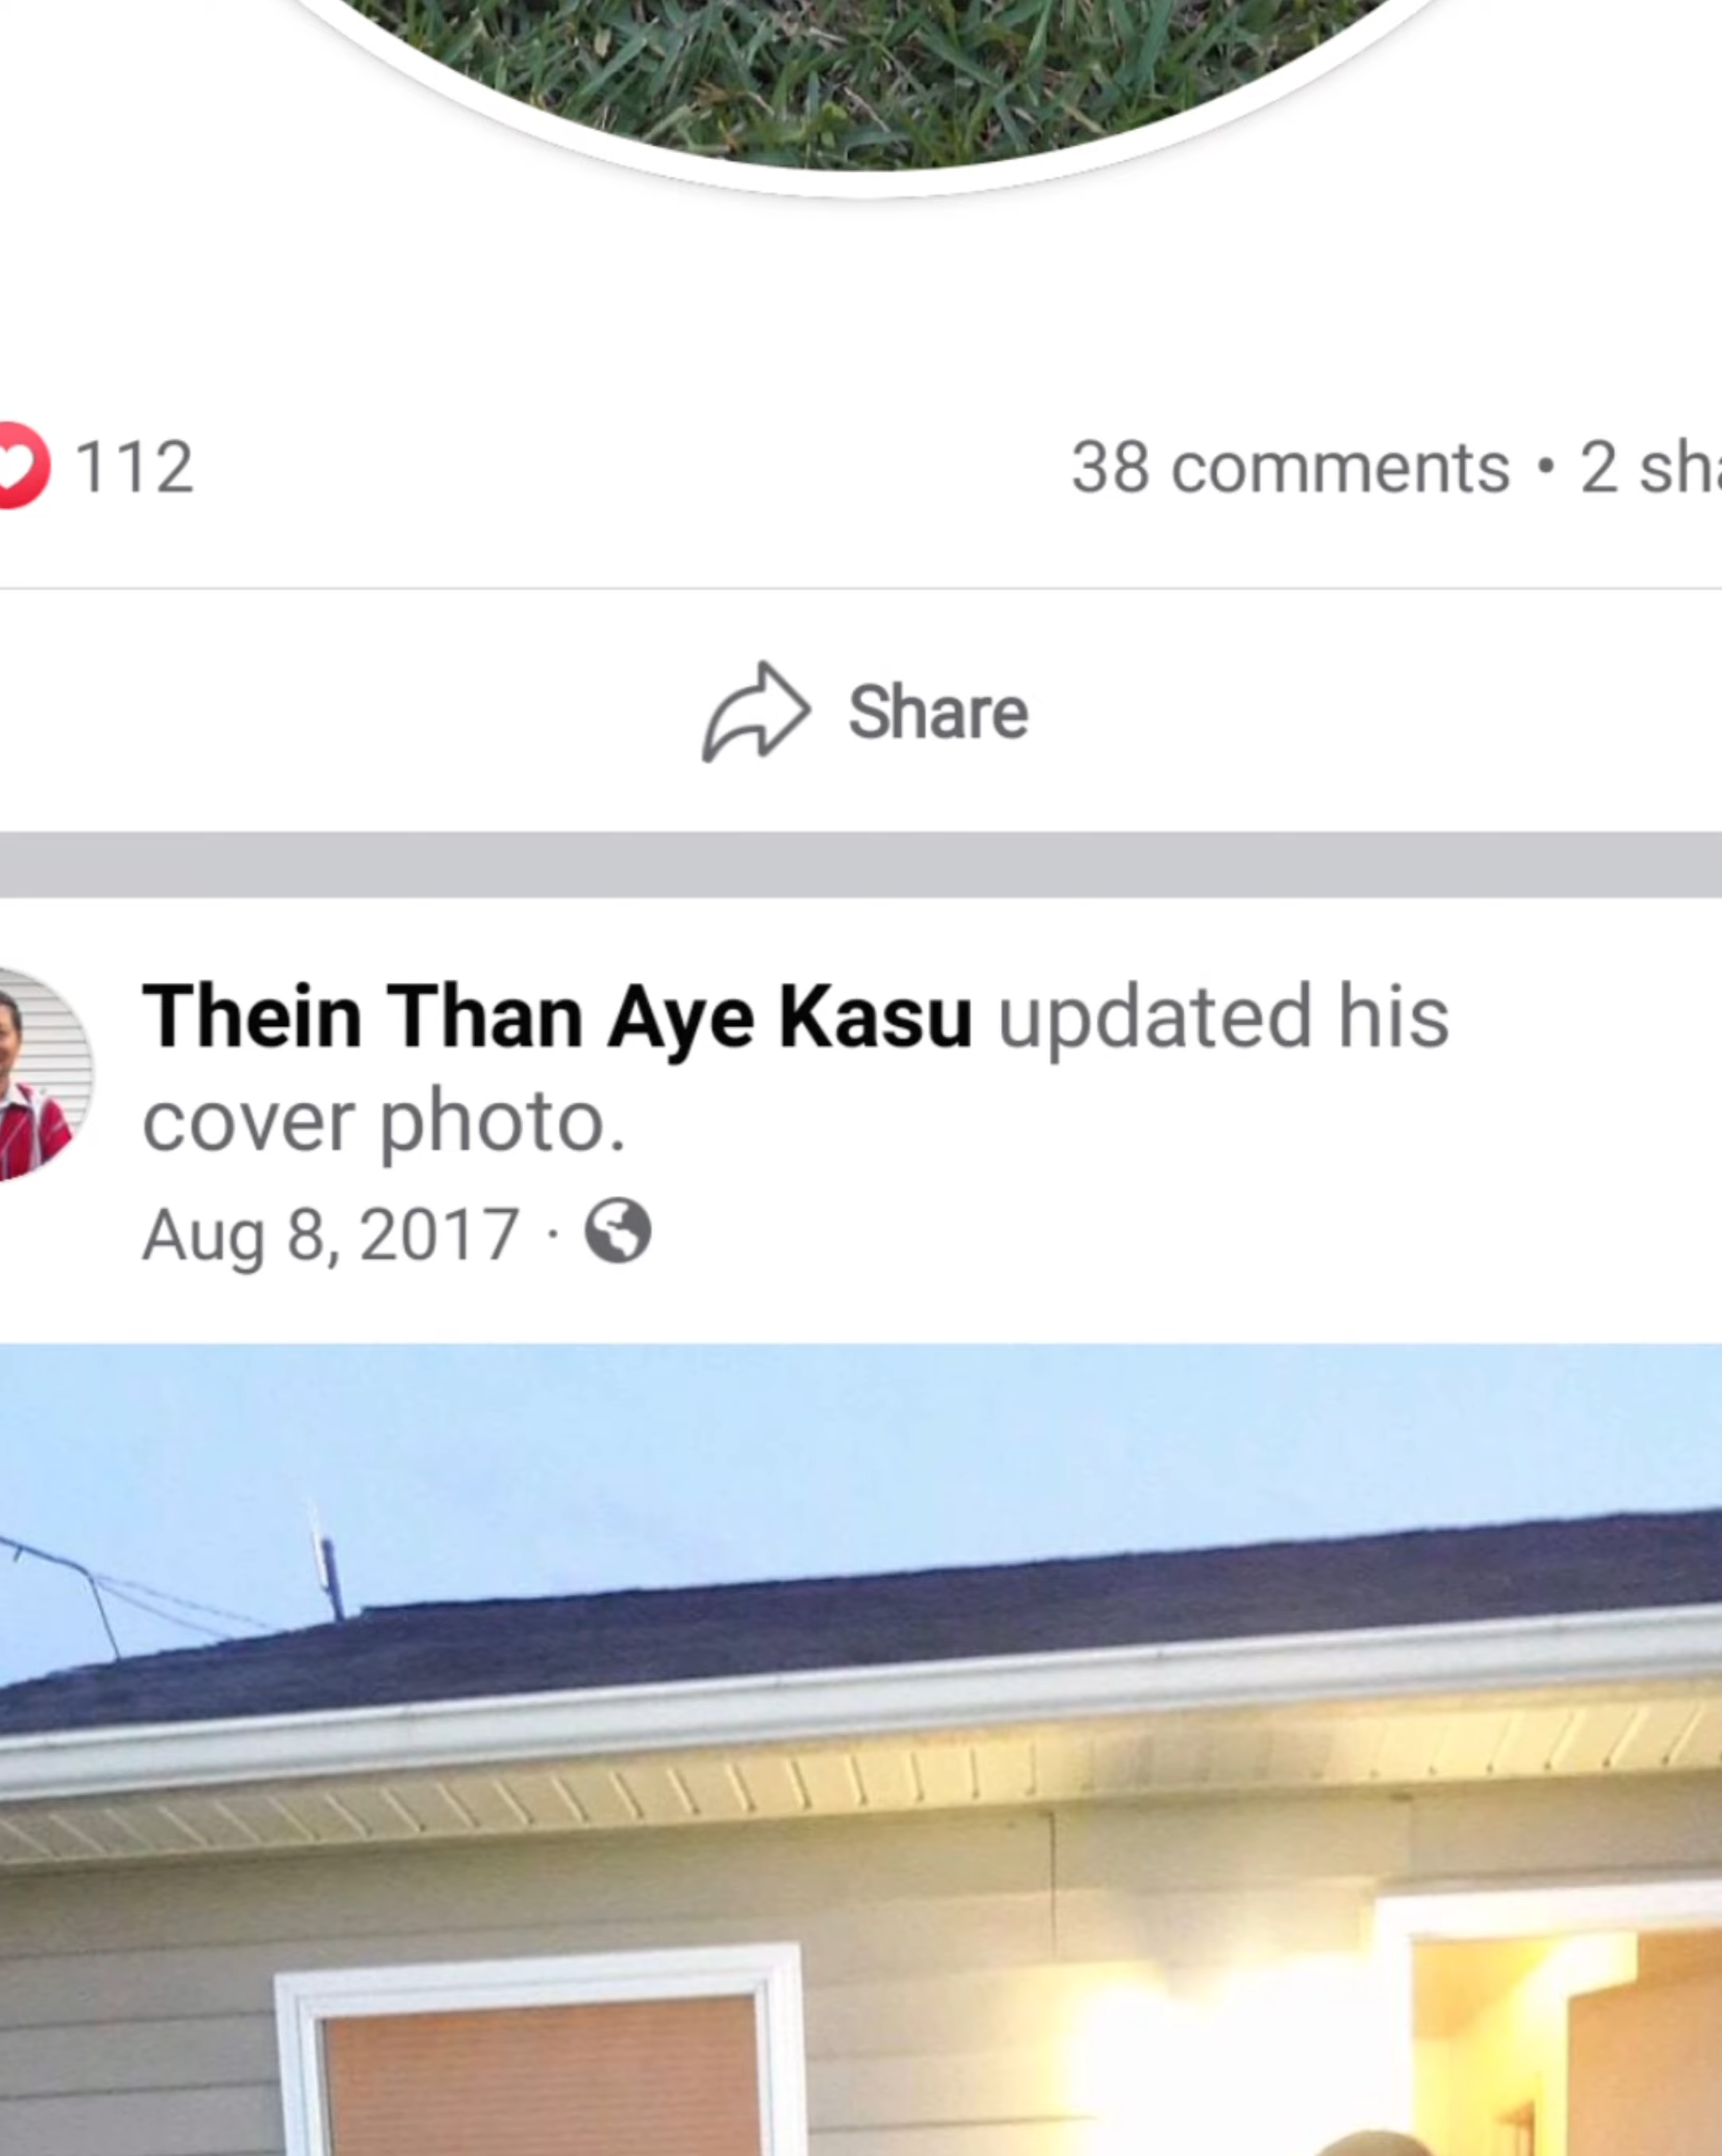 112
38 comments • 2
Share
Thein Than Aye Kasu updated his
cover photo.
Aug 8, 2017 ·